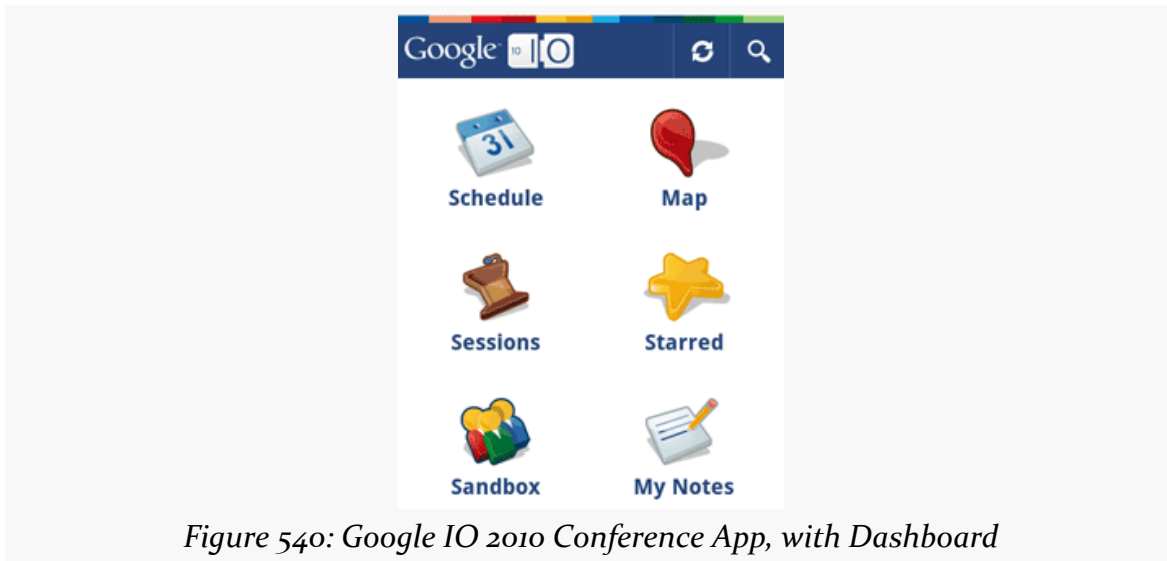 Google 10 IO
31
Schedule
Map
Sessions
Starred
Sandbox
My Notes
Figure 540: Google IO 2010 Conference App, with Dashboard